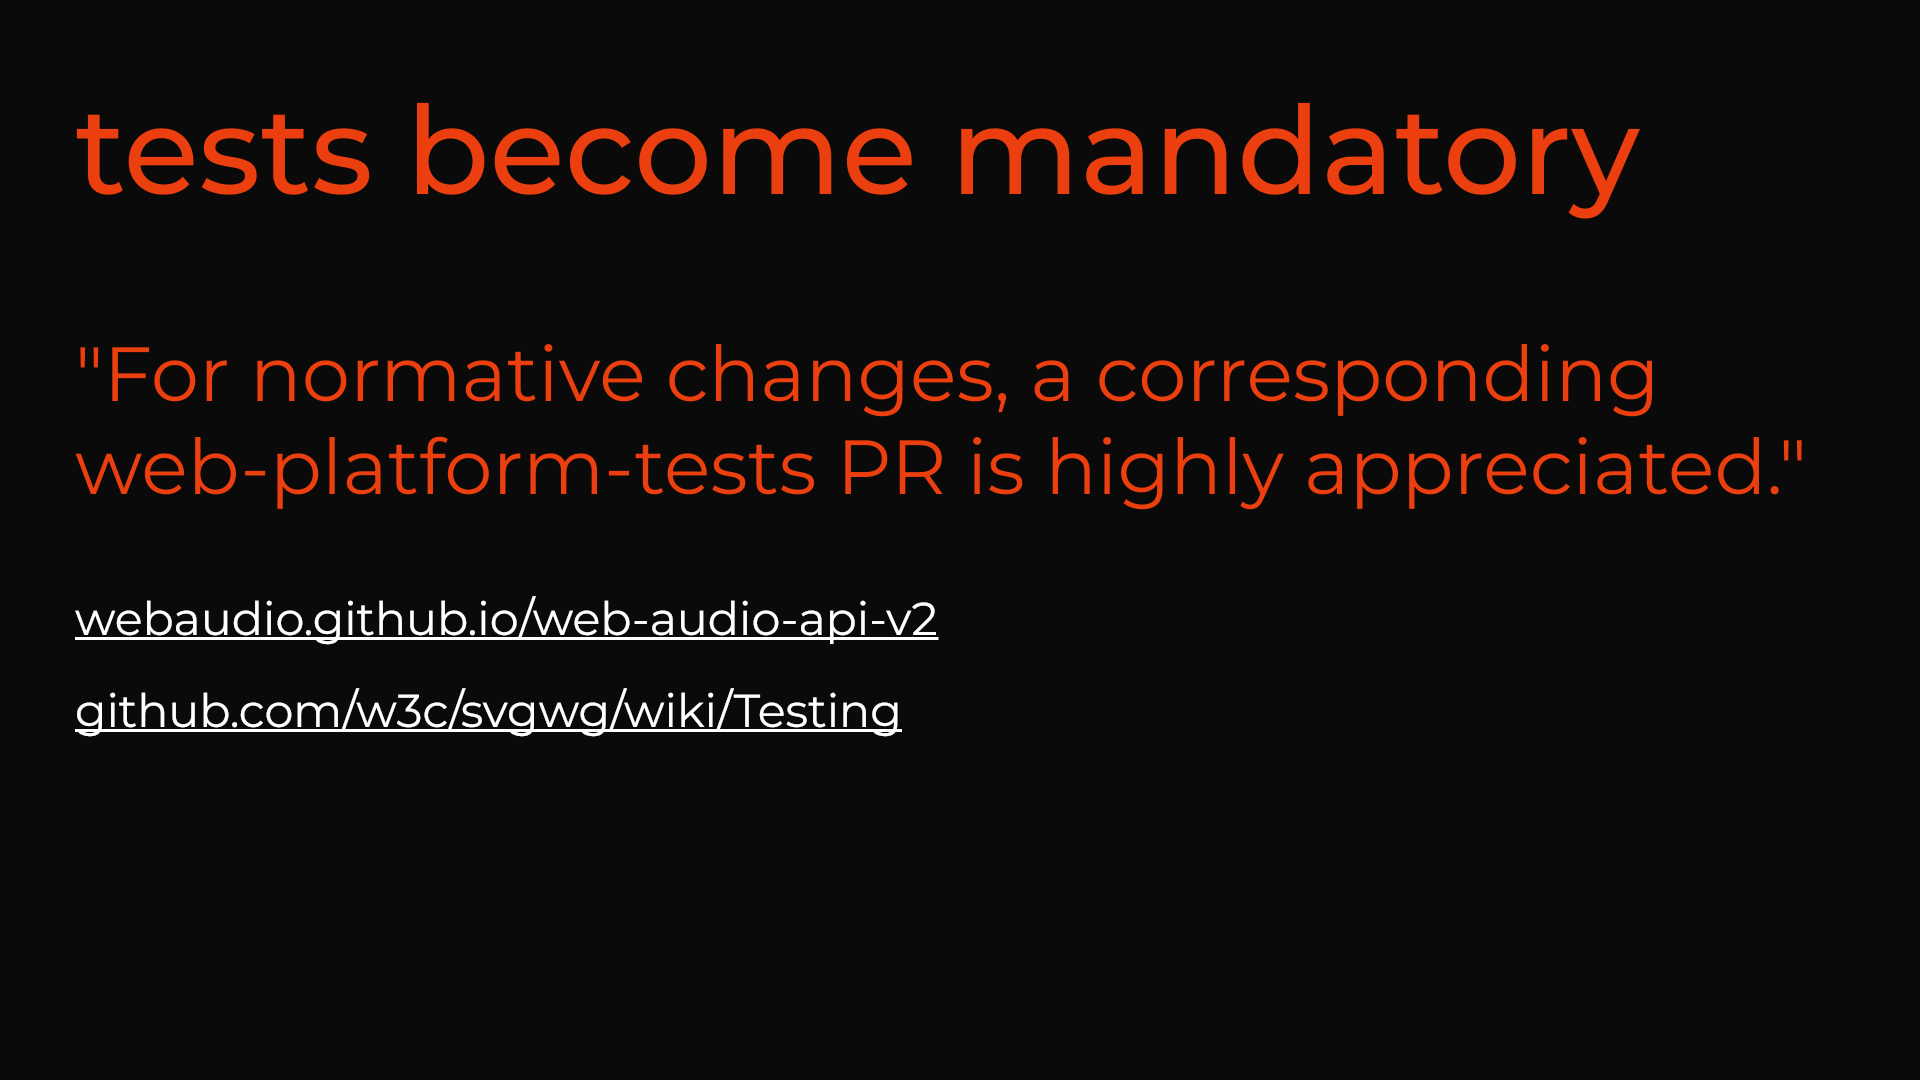 tests become mandatory
"For normative changes, a corresponding
web-platform-tests PR is highly appreciated."
webaudio.github.io/web-audio-api-v2
github.com/w3c/svgwg/wiki/Testing